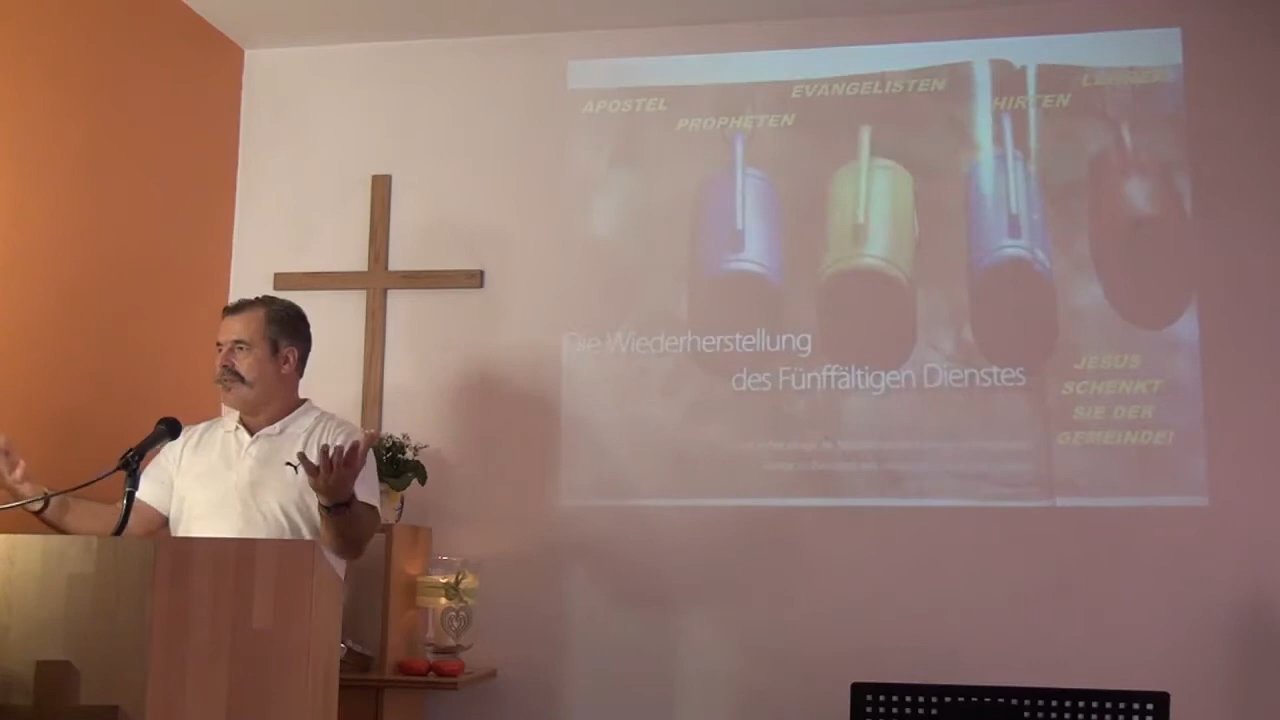 APOSTEL
PROPHETEN
EVANGELISTEN
HIRTEN
LEHRER
Die Wiederherstellung
des Fünffältigen Dienstes
JESUS
SCHENKT
SIE DER
GEMEINDE!